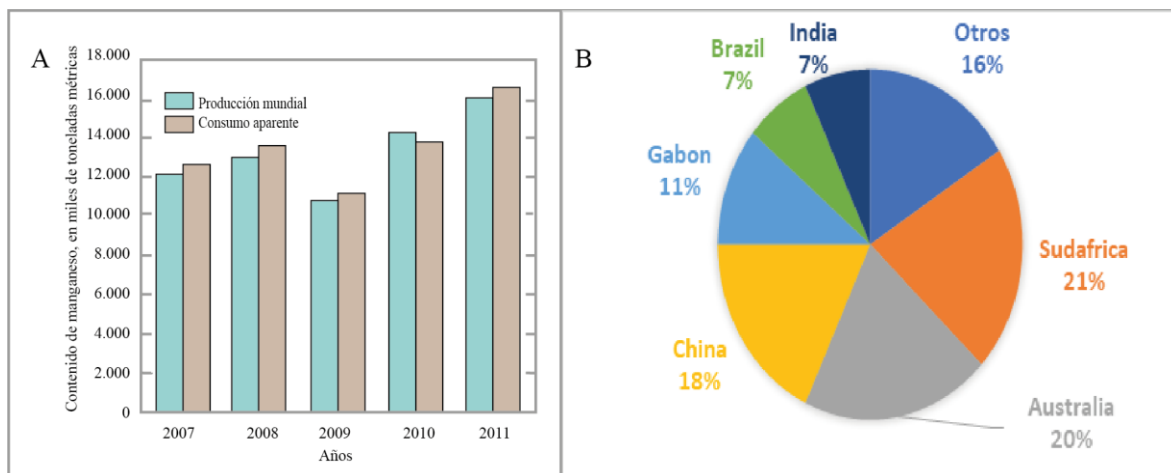 A
Contenido de manganeso, en miles de toneladas métricas
18.000
16.000
14.000
12.000
10.000
8.000
6.000
4.000
2.000
0
Producción mundial
Consumo aparente
2007 2008 2009 2010 2011
Años
B
Otros
16%
Sudafrica
21%
Australia
20%
China
18%
Gabon
11%
Brazil
7%
India
7%